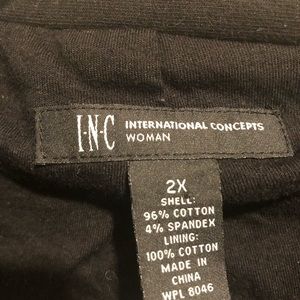 I·N·C INTERNATIONAL CONCEPTS
WOMAN
2X
SHELL:
96% COTTON
4% SPANDEX
LINING:
100% COTTON
MADE IN
CHINA
WPL 8046